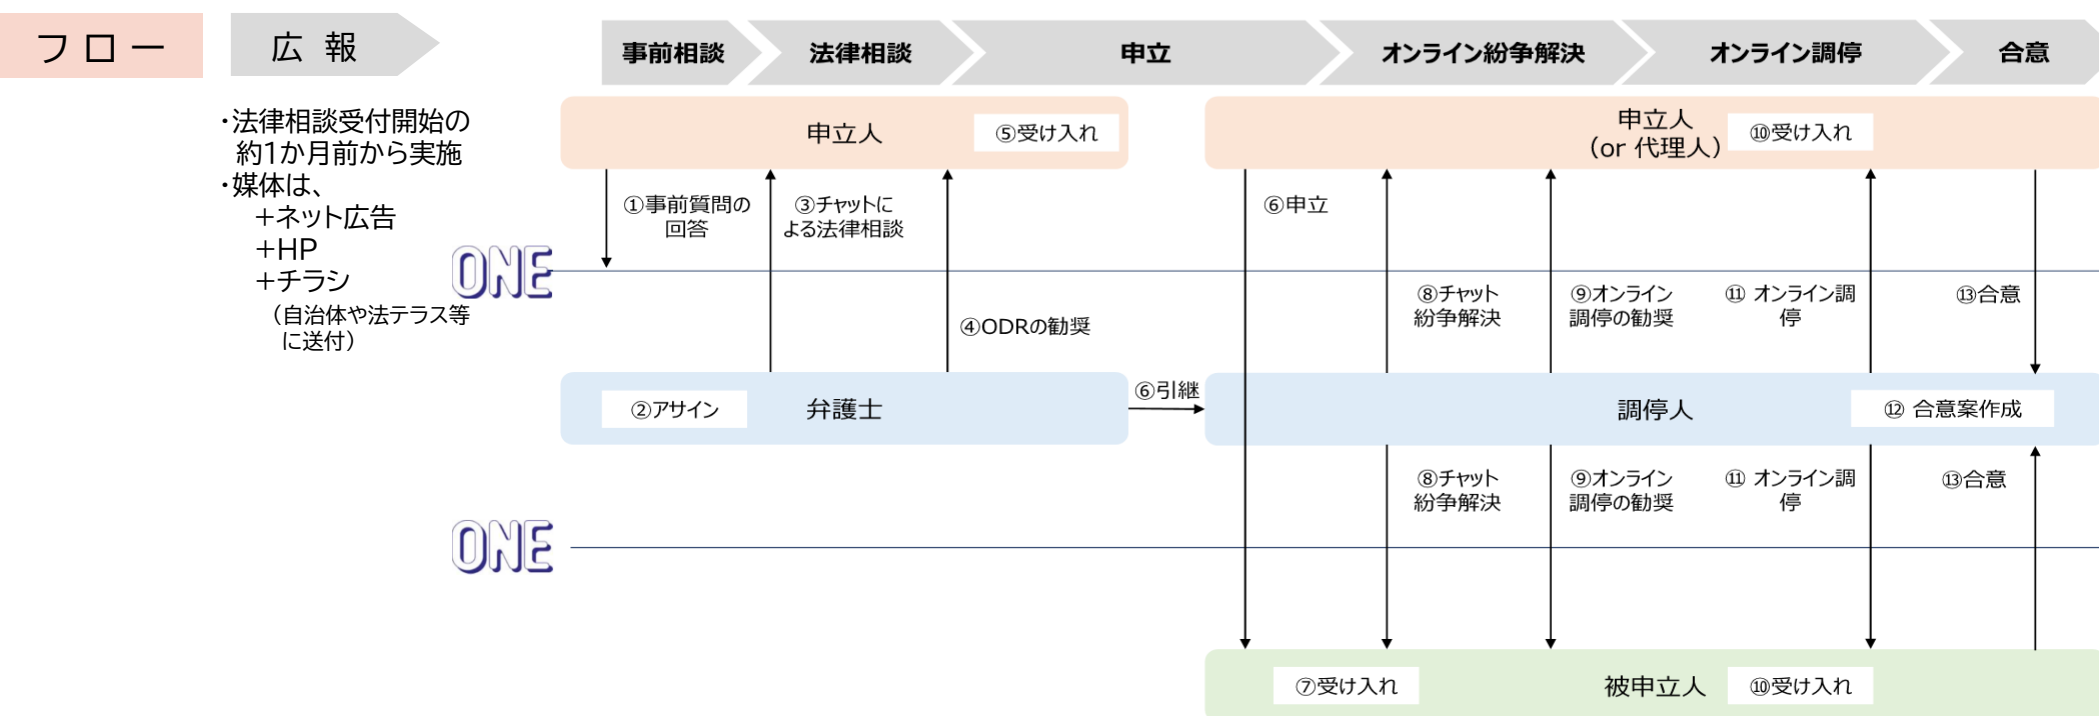 フロー
広報
事前相談
法律相談
申立
オンライン紛争解決
オンライン調停
合意
・法律相談受付開始の
約1か月前から実施
・媒体は、
＋ネット広告
＋HP
＋チラシ
（自治体や法テラス等
に送付）
申立人
⑤受け入れ
申立人
（or 代理人）
⑩受け入れ
①事前質問の
回答
③チャットに
よる法律相談
⑥申立
ONE
④ODRの勧奨
⑧チャット
紛争解決
⑨オンライン
調停の勧奨
⑪ オンライン調
停
⑬合意
②アサイン
弁護士
⑥引継
調停人
⑫ 合意案作成
⑧チャット
紛争解決
⑨オンライン
調停の勧奨
⑪ オンライン調
停
⑬合意
ONE
⑦受け入れ
被申立人
⑩受け入れ